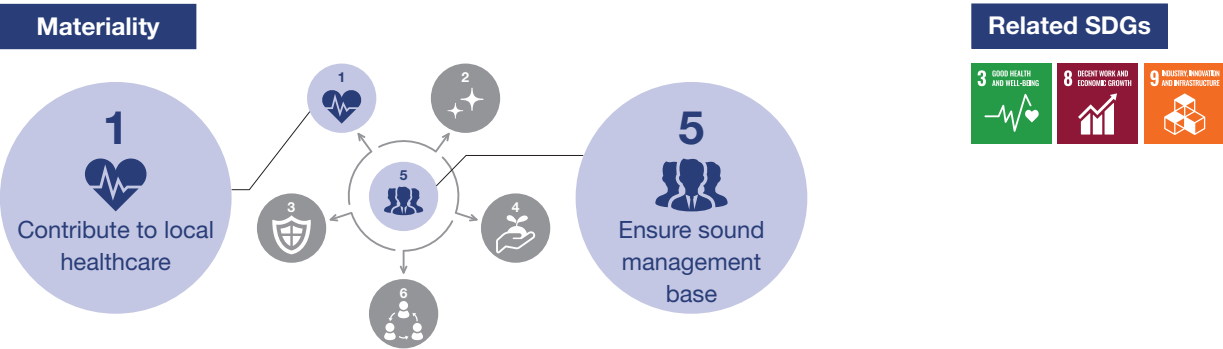 Materiality
1
Contribute to local
healthcare
1
2
3
4
5
6
5
Ensure sound
management
base
Related SDGs
3 GOOD HEALTH
AND WELL-BEING
8 DECENT WORK AND
ECONOMIC GROWTH
9 INDUSTRY, INNOVATION
AND INFRASTRUCTURE